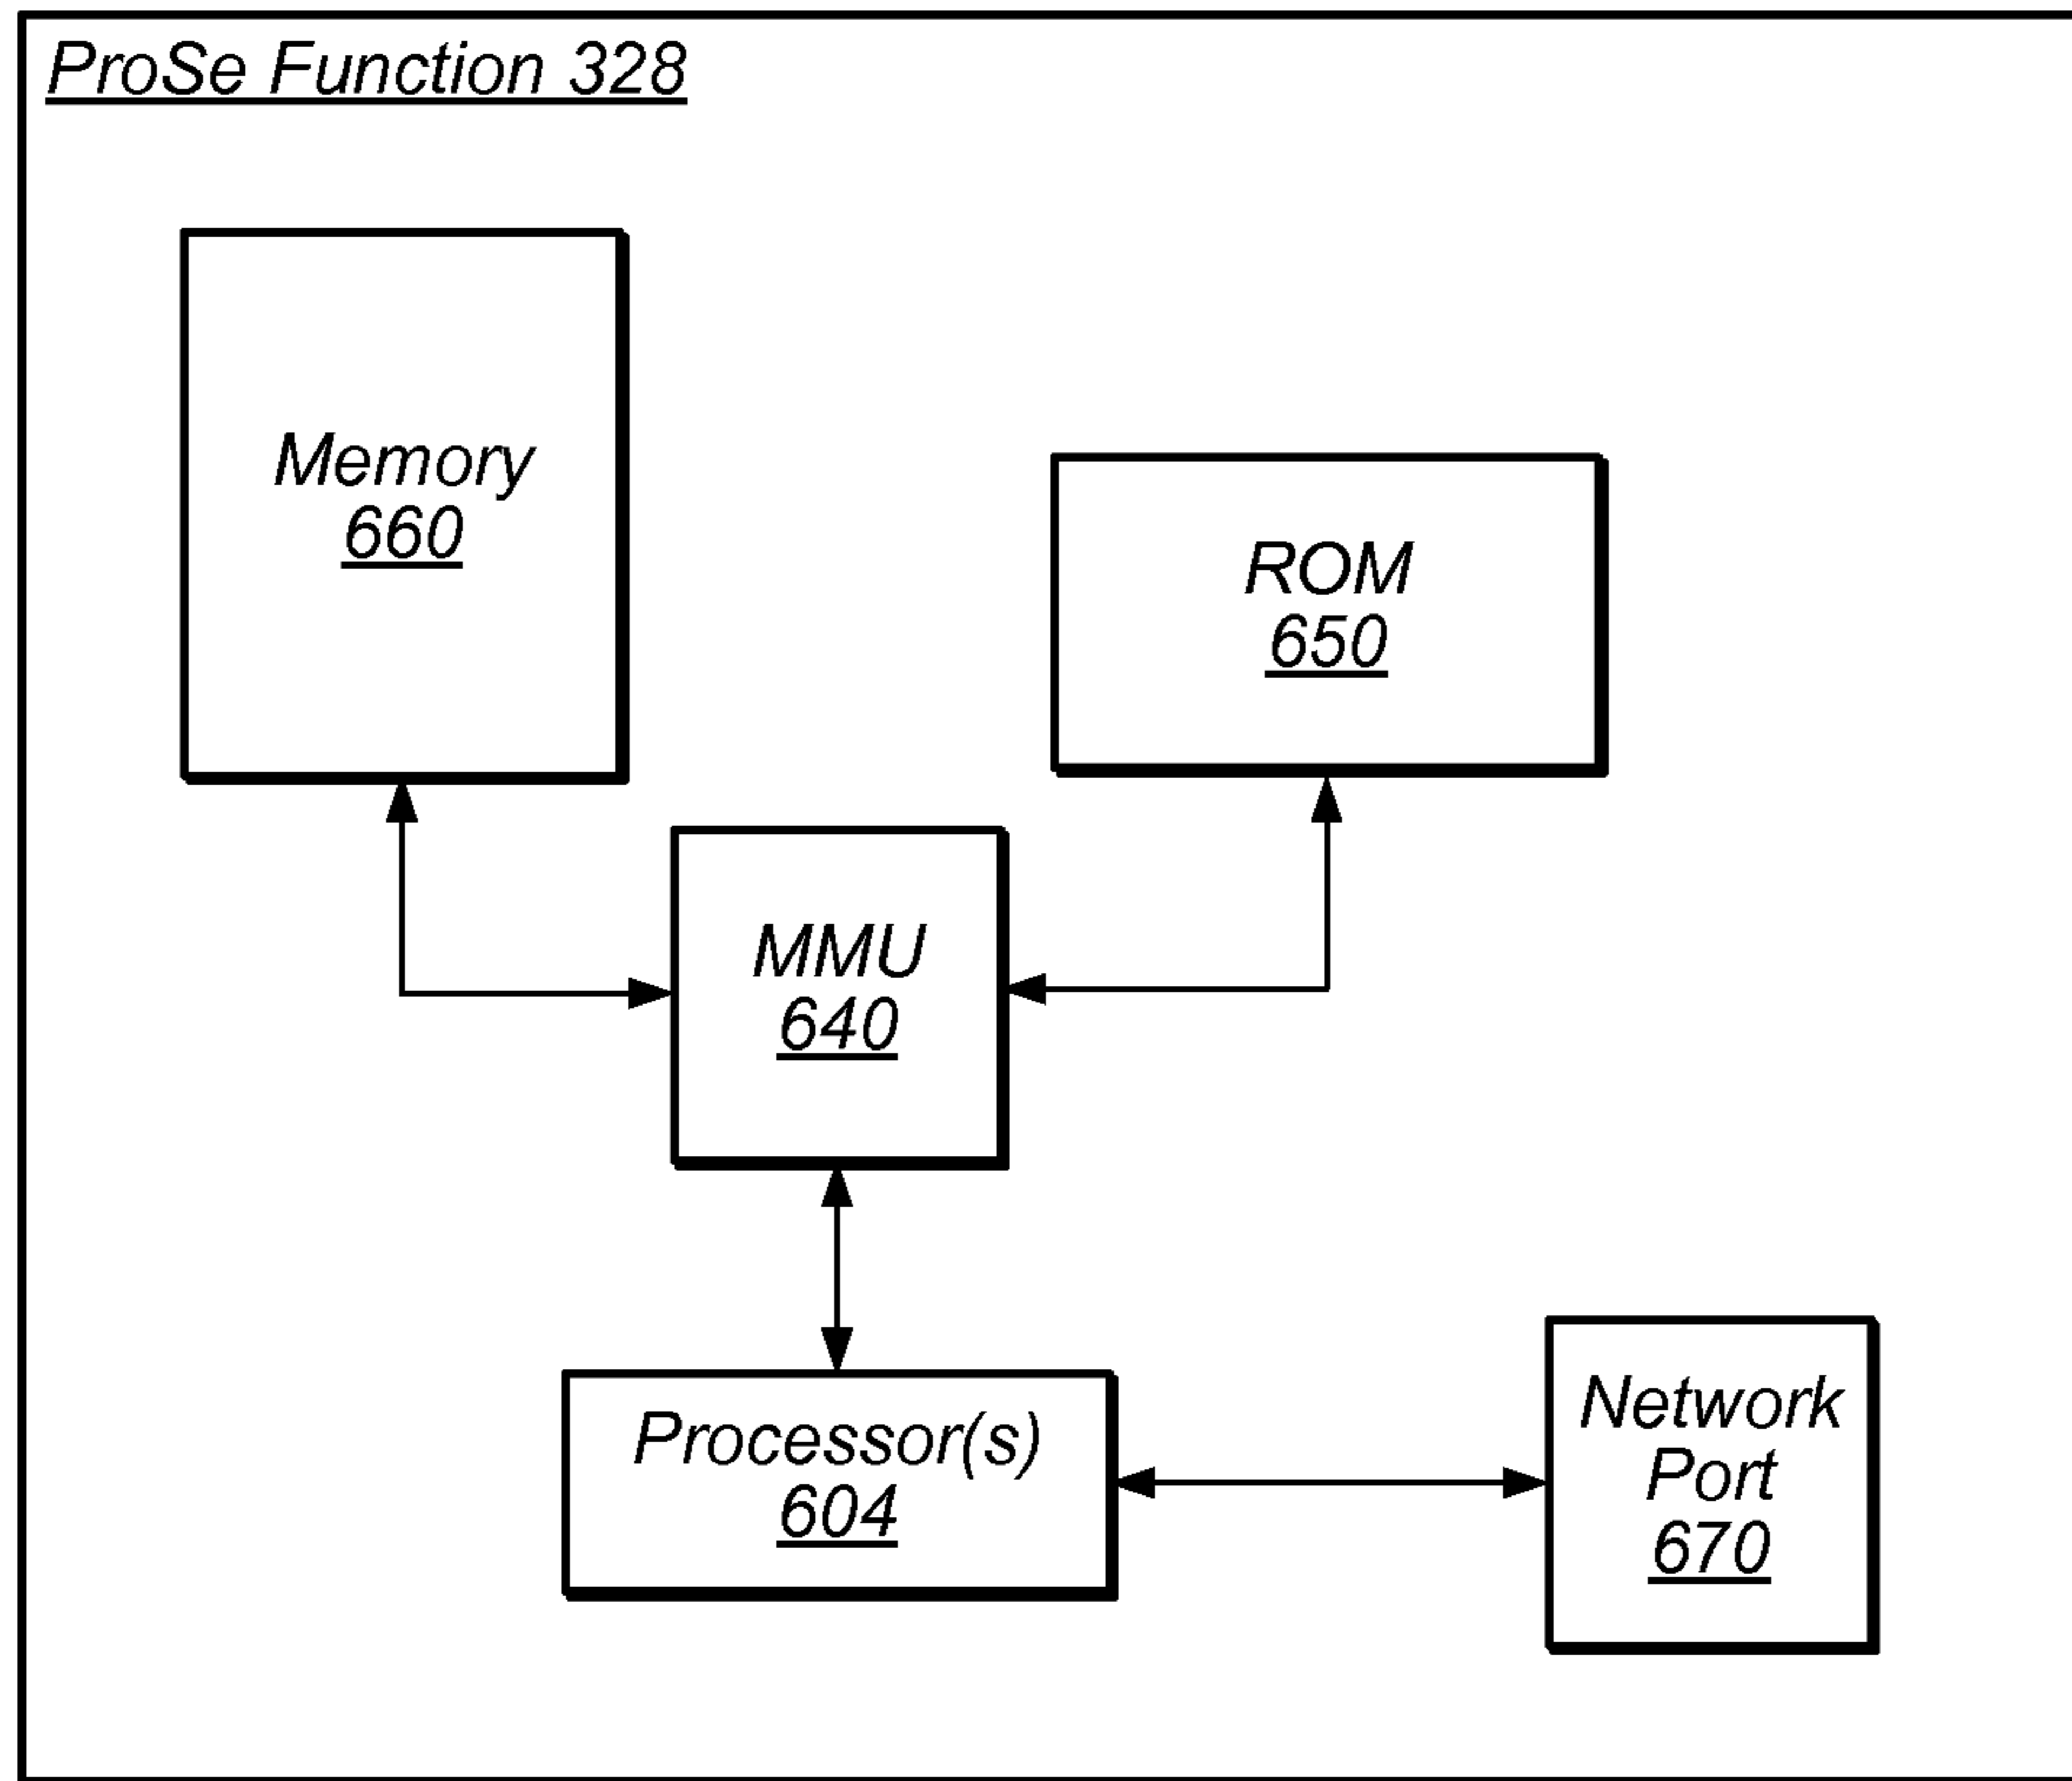 ProSe Function 328
Memory
660
ROM
650
MMU
640
Processor(s)
604
Network
Port
670